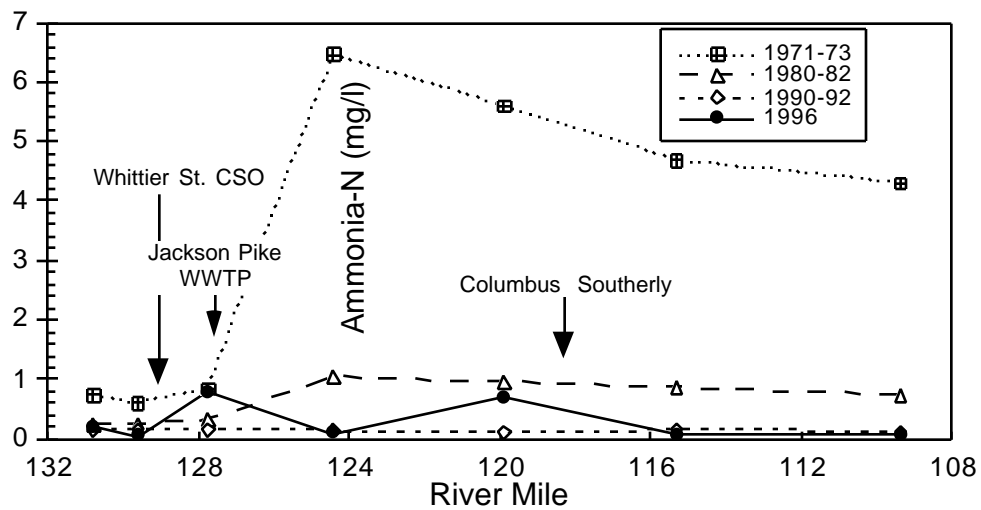 7
6
5
4
3
2
1
0
Ammonia-N (mg/l)
1971-73
1980-82
1990-92
1996
Whittier St. CSO
Jackson Pike
WWTP
Columbus Southerly
132 128 124 120 116 112 108
River Mile